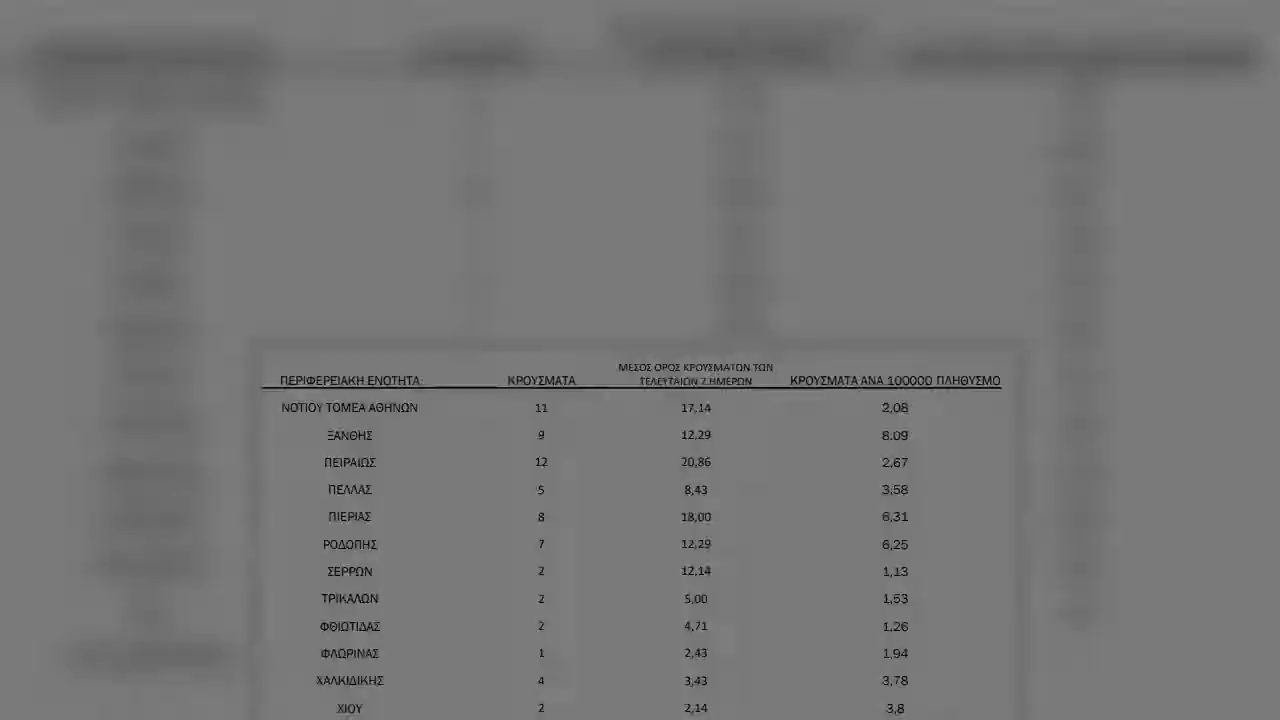 ΠΕΡΙΦΕΡΕΙΑΚΗ ΕΝΟΤΗΤΑ ΚΡΟΥΣΜΑΤΑ ΜΕΣΟΣ ΟΡΟΣ ΚΡΟΥΣΜΑΤΩΝ ΤΩΝ ΤΕΛΕΥΤΑΙΩΝ 7 ΗΜΕΡΩΝ ΚΡΟΥΣΜΑΤΑ ΑΝΑ 100000 ΠΛΗΘΥΣΜΟ
ΝΟΤΙΟΥ ΤΟΜΕΑ ΑΘΗΝΩΝ 11 17,14 2,08
ΞΑΝΘΗΣ 9 12,29 8,09
ΠΕΙΡΑΙΩΣ 12 20,86 2,67
ΠΕΛΛΑΣ 5 8,43 3,58
ΠΙΕΡΙΑΣ 8 18,00 6,31
ΡΟΔΟΠΗΣ 7 12,29 6,25
ΣΕΡΡΩΝ 2 12,14 1,13
ΤΡΙΚΑΛΩΝ 2 5,00 1,53
ΦΘΙΩΤΙΔΑΣ 2 4,71 1,26
ΦΛΩΡΙΝΑΣ 1 2,43 1,94
ΧΑΛΚΙΔΙΚΗΣ 4 3,43 3,78
ΧΙΟΥ 2 2,14 3,8